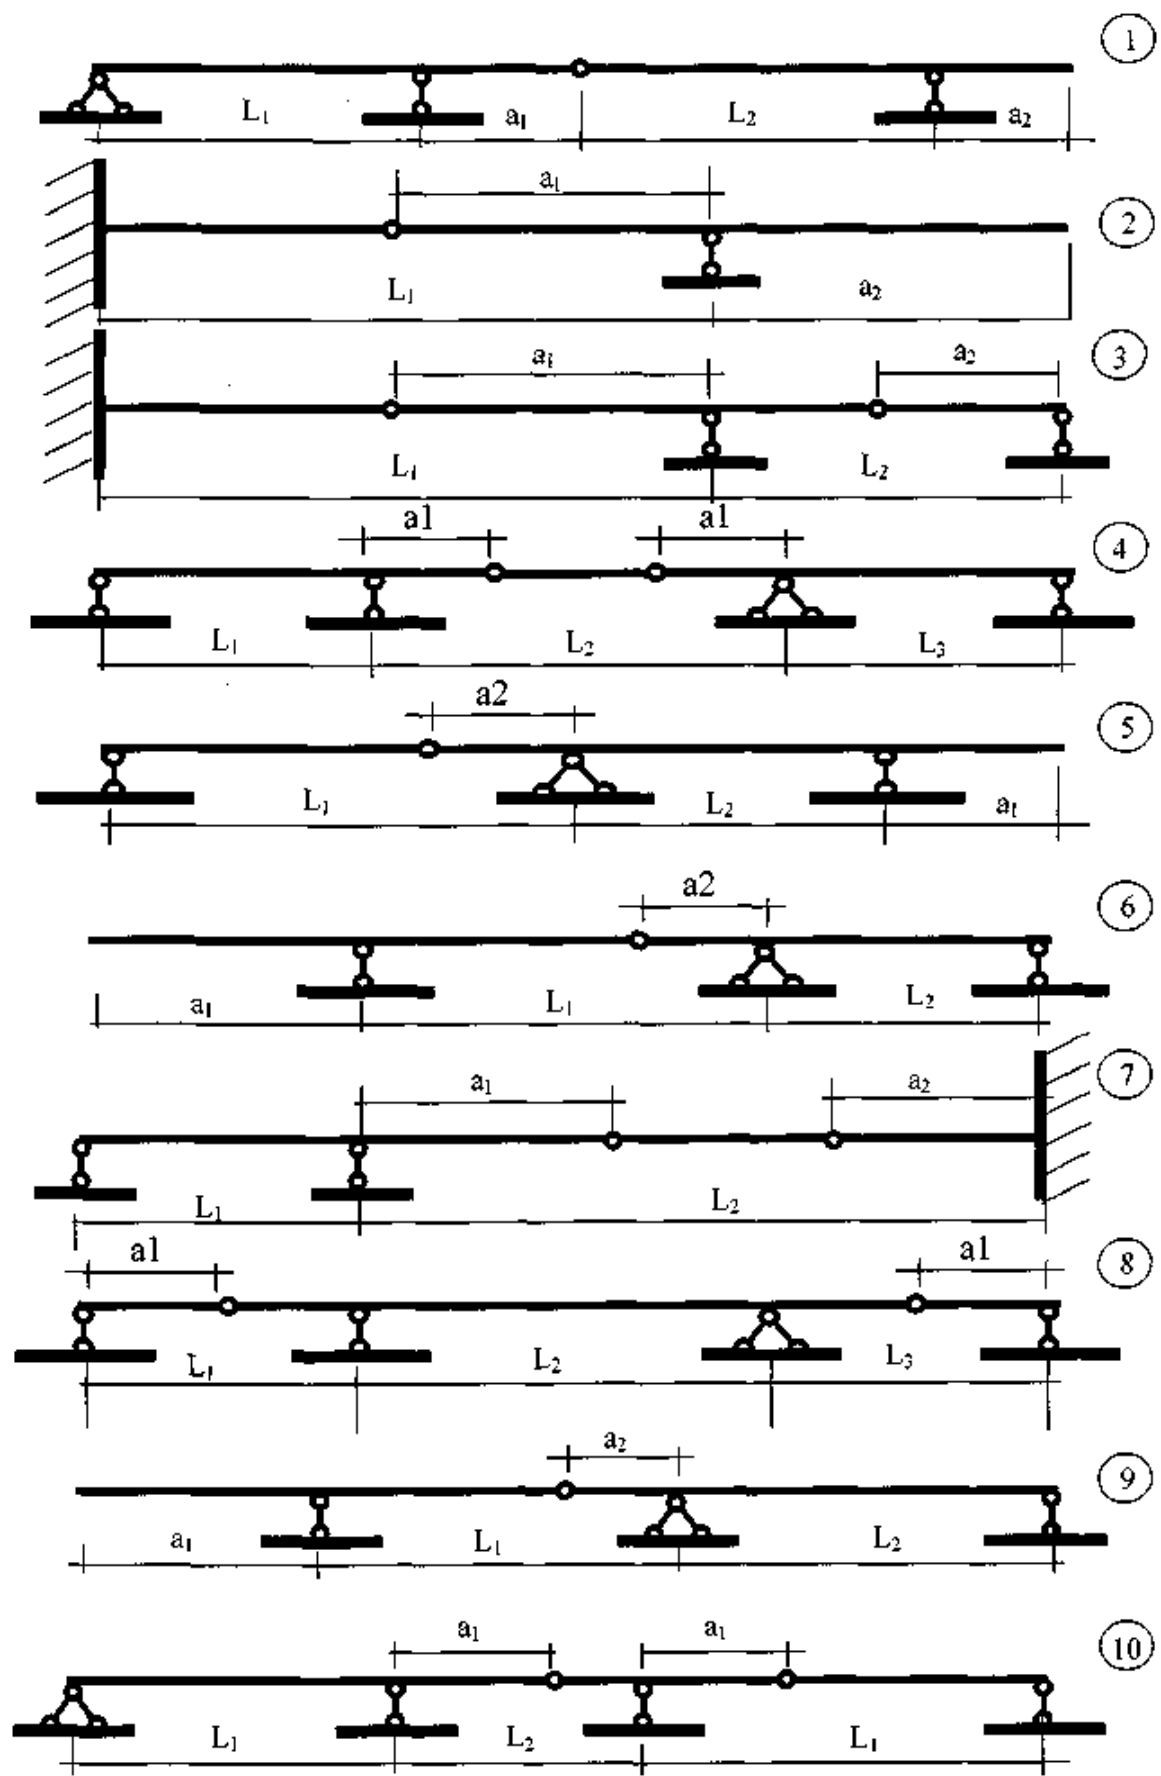 1
L₁ a₁ L₂ a₂
a₁
2
L₁ a₂
3
a₁ a₂
L₁ L₂
a1 a1
4
L₁ L₂ L₃
a2
5
L₁ L₂ a₁
a2
6
a₁ L₁ L₂
7
a₁ a₂
L₁ L₂
a1 a1
8
L₁ L₂ L₃
a₂
9
a₁ L₁ L₂
a₁ a₁
10
L₁ L₂ L₁